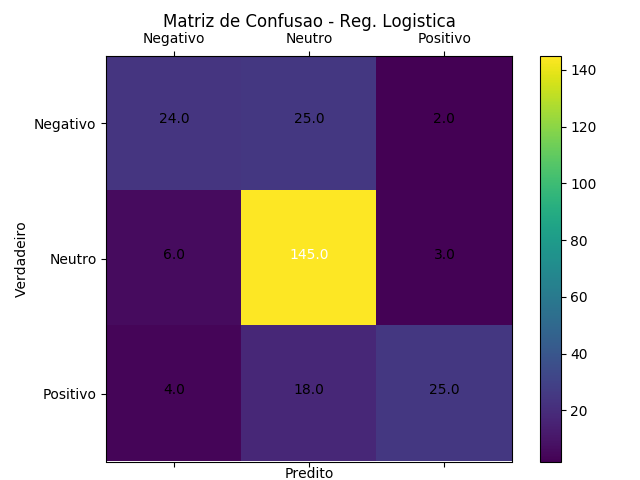 Matriz de Confusao - Reg. Logistica
Negativo Neutro Positivo
Negativo 24.0 25.0 2.0
Neutro 6.0 145.0 3.0
Positivo 4.0 18.0 25.0
Verdadeiro
Predito
140
120
100
80
60
40
20